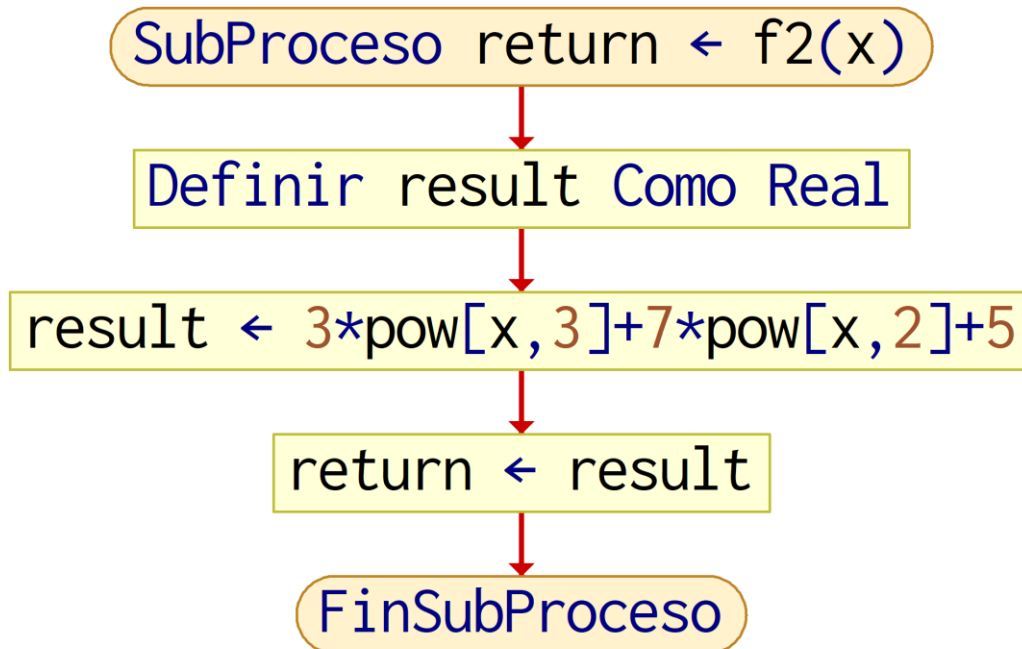 SubProceso return ← f2(x)
Definir result Como Real
result ← 3*pow[x,3]+7*pow[x,2]+5
return ← result
FinSubProceso